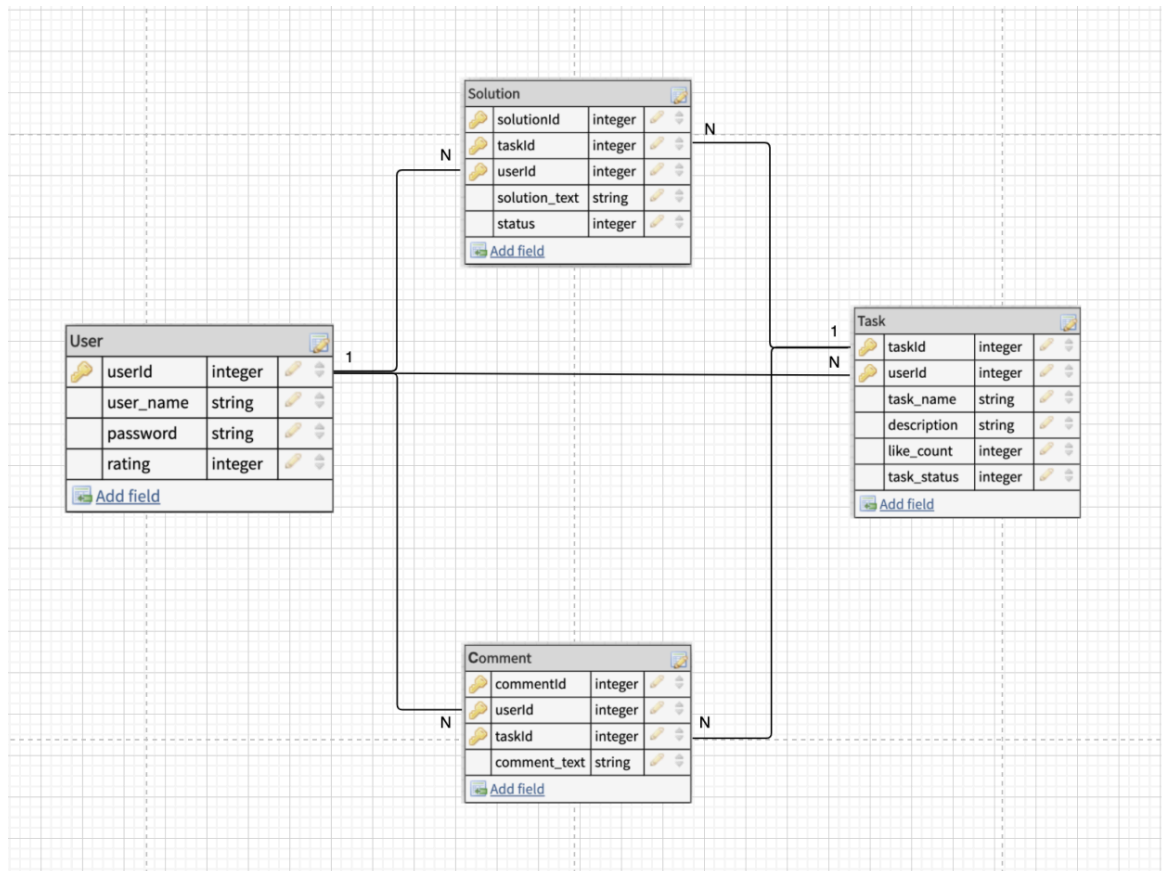 Solution
solutionId integer
taskId integer
userId integer
solution_text string
status integer
Add field
N
N
User
userId integer
user_name string
password string
rating integer
Add field
1
1
N
Task
taskId integer
userId integer
task_name string
description string
like_count integer
task_status integer
Add field
Comment
commentId integer
userId integer
taskId integer
comment_text string
Add field
N
N